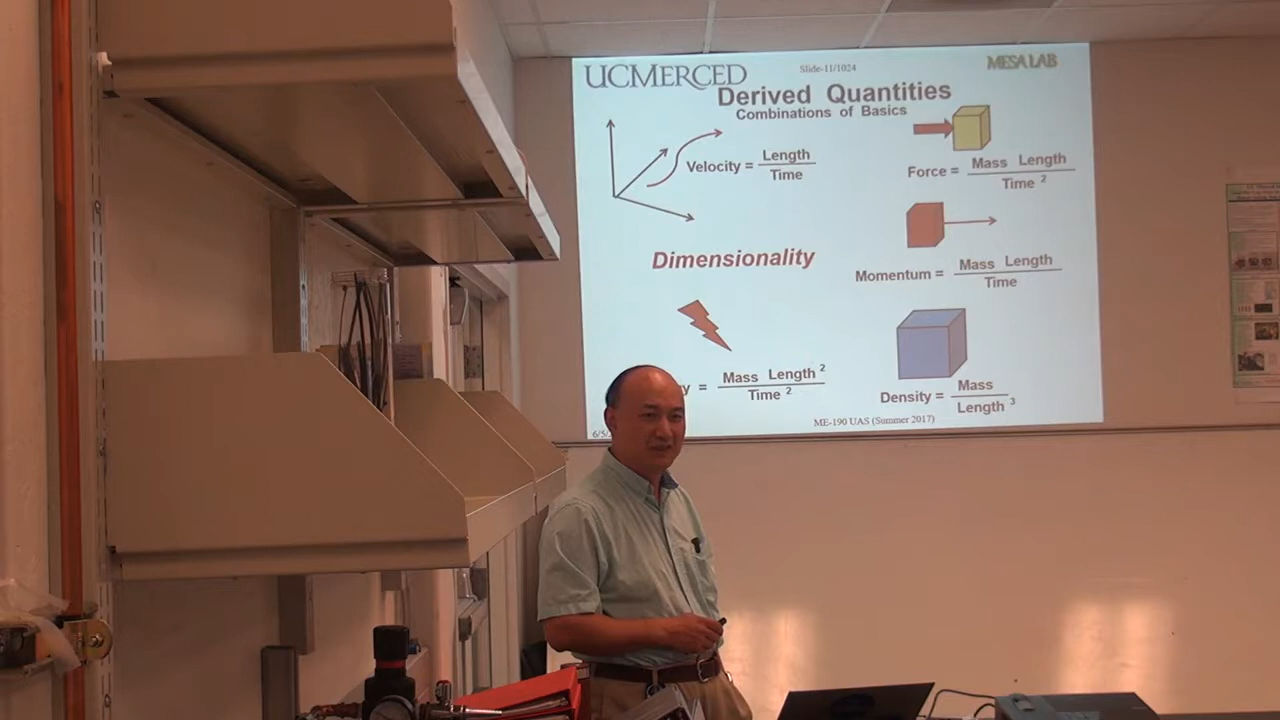 UCMERCED
Slide-11/1024
MESA LAB
Derived Quantities
Combinations of Basics
Velocity = Length
Time
Force = Mass Length
Time 2
Dimensionality
Momentum = Mass Length
Time
y = Mass Length 2
Time 2
Density = Mass
Length 3
ME-190 UAS (Summer 2017)
6/5/